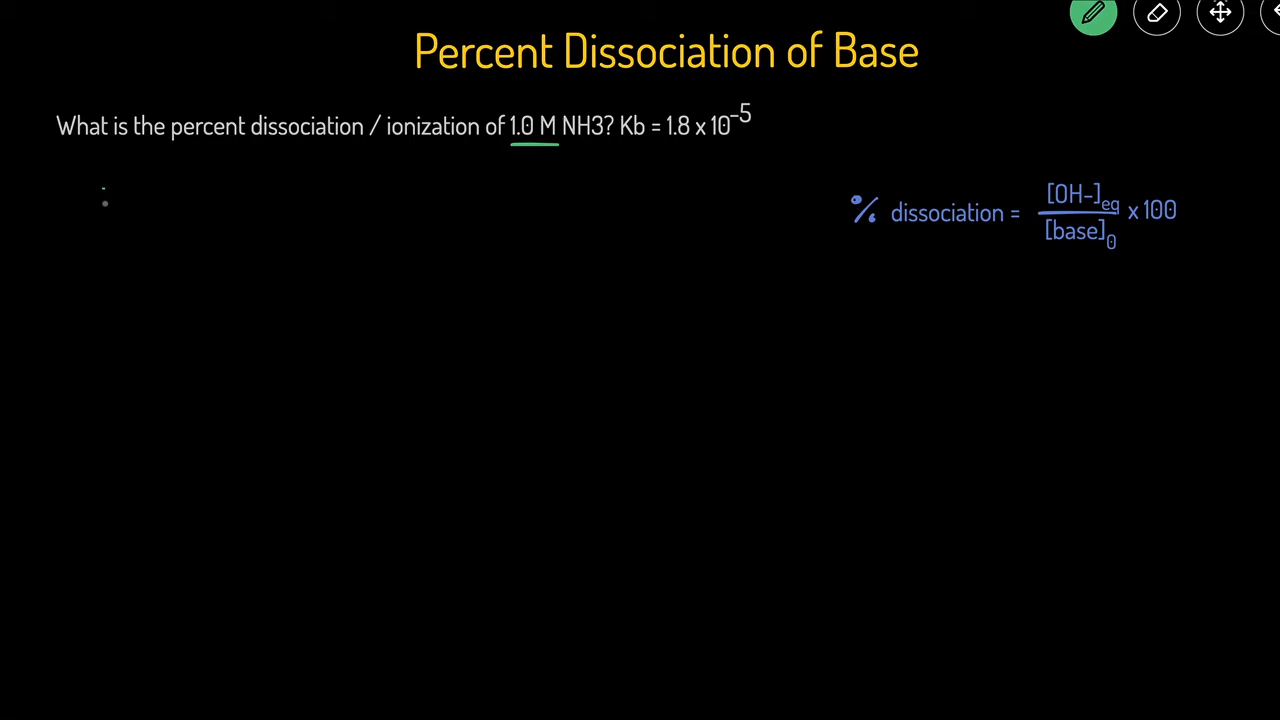 Percent Dissociation of Base
What is the percent dissociation / ionization of 1.0 M NH3? Kb = 1.8 x 10^-5
% dissociation = [OH-]eq / [base]0 x 100